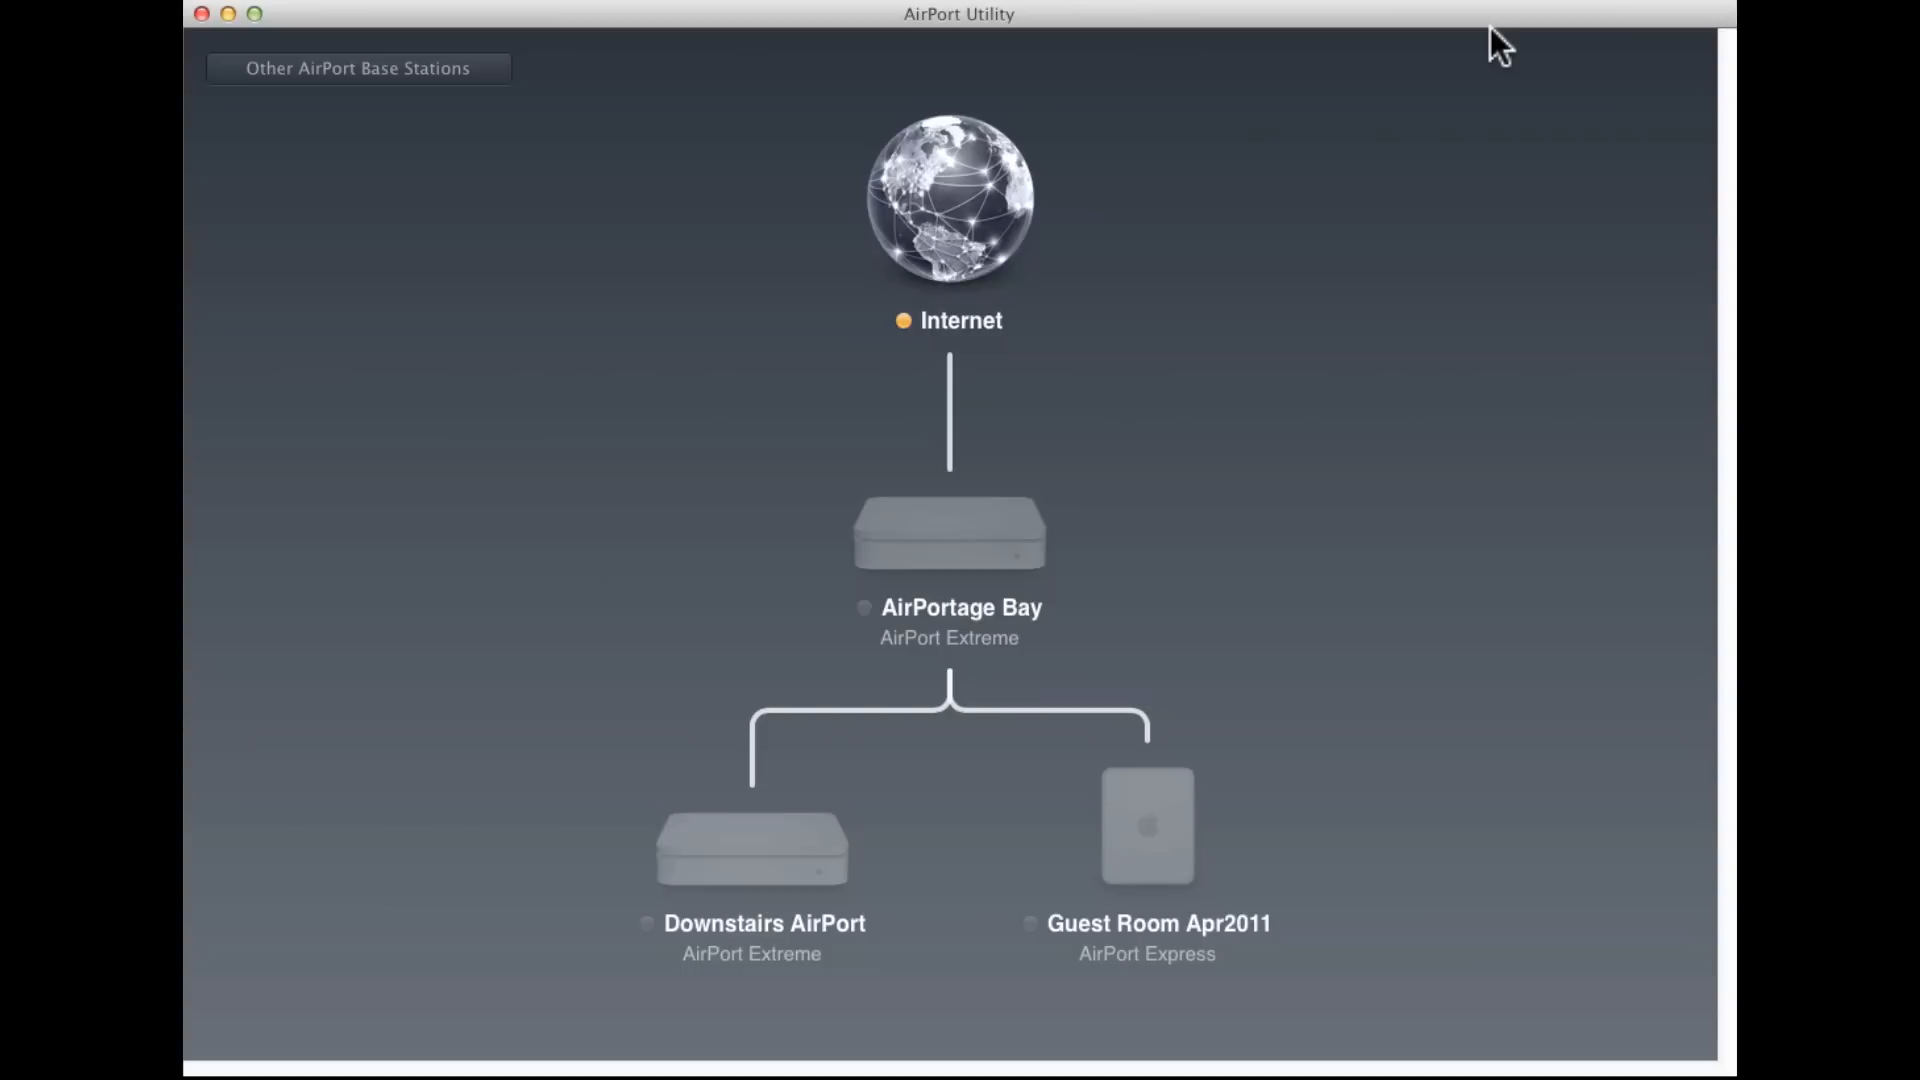 AirPort Utility
Other AirPort Base Stations
Internet
AirPortage Bay
AirPort Extreme
Downstairs AirPort
AirPort Extreme
Guest Room Apr2011
AirPort Express